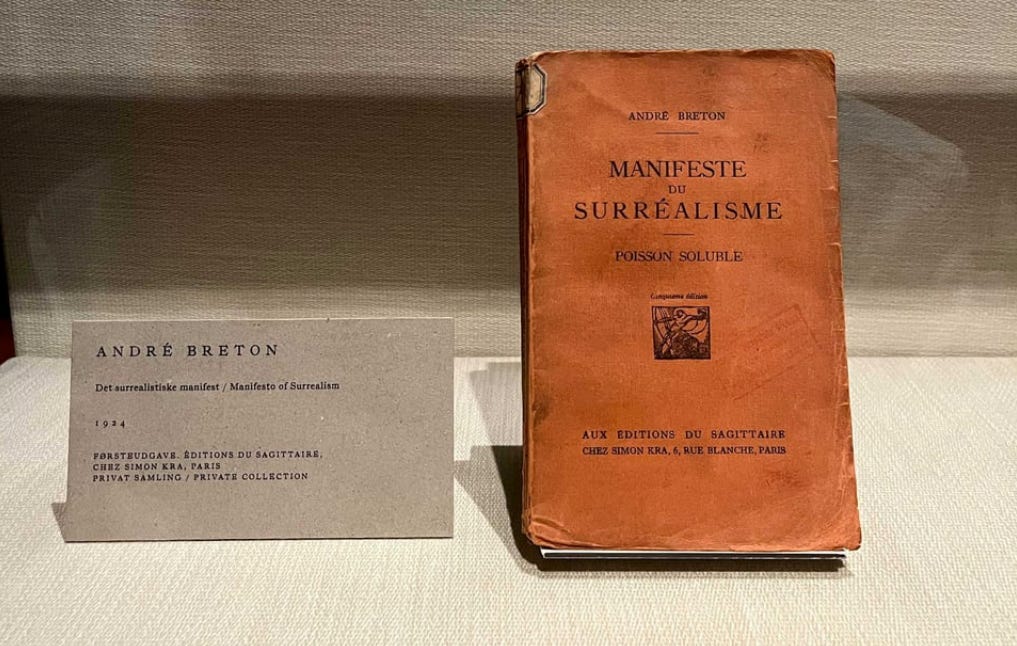 ANDRÉ BRETON
Det surrealistiske manifest / Manifesto of Surrealism
1924
FØRSTEUDGAVE. ÉDITIONS DU SAGITTAIRE,
CHEZ SIMON KRA, PARIS
PRIVAT SAMLING / PRIVATE COLLECTION
ANDRÉ BRETON
MANIFESTE
DU
SURRÉALISME
POISSON SOLUBLE
Cinquième édition
AUX ÉDITIONS DU SAGITTAIRE
CHEZ SIMON KRA, 6, RUE BLANCHE, PARIS